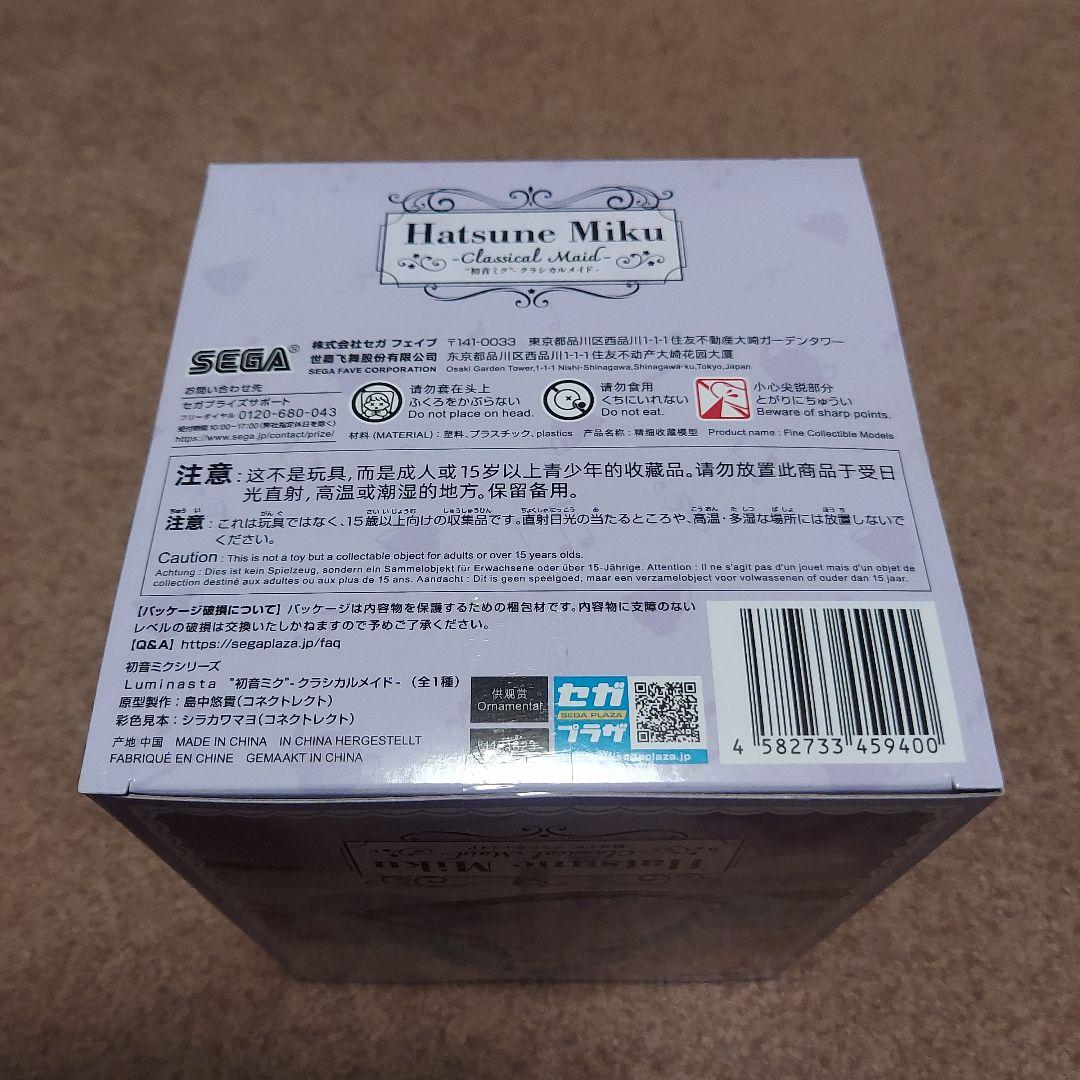 Hatsune Miku
-Classical Maid-
"初音ミク"- クラシカルメイド -
SEGA®
株式会社セガ フェイブ 〒141-0033 東京都品川区西品川1-1-1住友不動産大崎ガーデンタワー
世嘉飞舞股份有限公司 东京都品川区西品川1-1-1住友不动产大崎花园大厦
SEGA FAVE CORPORATION Osaki Garden Tower,1-1-1 Nishi-Shinagawa,Shinagawa-ku,Tokyo,Japan
お問い合わせ先
セガプライズサポート
フリーダイヤル 0120-680-043
受付時間 10:00~17:00(弊社指定休日を除く)
https://www.sega.jp/contact/prize/
请勿套在头上
ふくろをかぶらない
Do not place on head.
请勿食用
くちにいれない
Do not eat.
小心尖锐部分
とがりにちゅうい
Beware of sharp points.
材料 (MATERIAL) : 塑料、プラスチック、plastics 产品名称 : 精细收藏模型 Product name : Fine Collectible Models
注意 : 这不是玩具,而是成人或15岁以上青少年的收藏品。请勿放置此商品于受日
光直射,高温或潮湿的地方。保留备用。
注意 : これは玩具ではなく、15歳以上向けの収集品です。直射日光の当たるところや、高温・多湿な場所には放置しないで
ください。
Caution : This is not a toy but a collectable object for adults or over 15 years olds.
Achtung : Dies ist kein Spielzeug, sondern ein Sammelobjekt für Erwachsene oder über 15-Jährige. Attention : Il ne s'agit pas d'un jouet mais d'un objet de
collection destiné aux adultes ou aux plus de 15 ans. Aandacht : Dit is geen speelgoed, maar een verzamelobject voor volwassenen of ouder dan 15 jaar.
【パッケージ破損について】パッケージは内容物を保護するための梱包材です。内容物に支障のない
レベルの破損は交換いたしかねますので予めご了承ください。
【Q&A】https://segaplaza.jp/faq
初音ミクシリーズ
Luminasta "初音ミク"- クラシカルメイド - (全1種)
原型製作 : 島中悠貴(コネクトレクト)
彩色見本 : シラカワマヨ(コネクトレクト)
产地 中国 MADE IN CHINA IN CHINA HERGESTELLT
FABRIQUÉ EN CHINE GEMAAKT IN CHINA
供观赏
Ornamental
セガ
SEGA PLAZA
プラザ
4 582733 459400
Hatsune Miku
-Classical Maid-